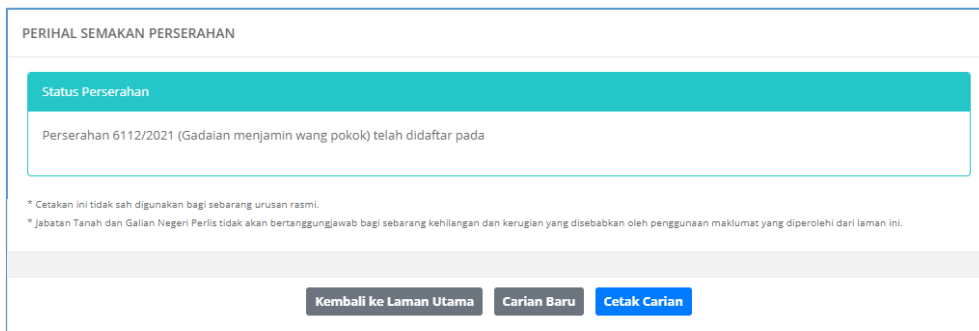 PERIHAL SEMAKAN PERSERAHAN
Status Perserahan
Perserahan 6112/2021 (Gadaian menjamin wang pokok) telah didaftar pada
* Cetakan ini tidak sah digunakan bagi sebarang urusan rasmi.
* Jabatan Tanah dan Galian Negeri Perlis tidak akan bertanggungjawab bagi sebarang kehilangan dan kerugian yang disebabkan oleh penggunaan maklumat yang diperolehi dari laman ini.
Kembali ke Laman Utama Carian Baru Cetak Carian